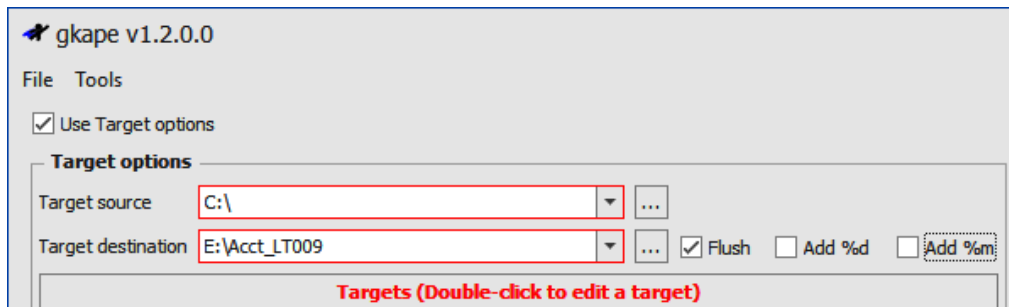 gkape v1.2.0.0
File Tools
Use Target options
Target options
Target source C:\ ...
Target destination E:\Acct_LT009 ... Flush Add %d Add %m
Targets (Double-click to edit a target)